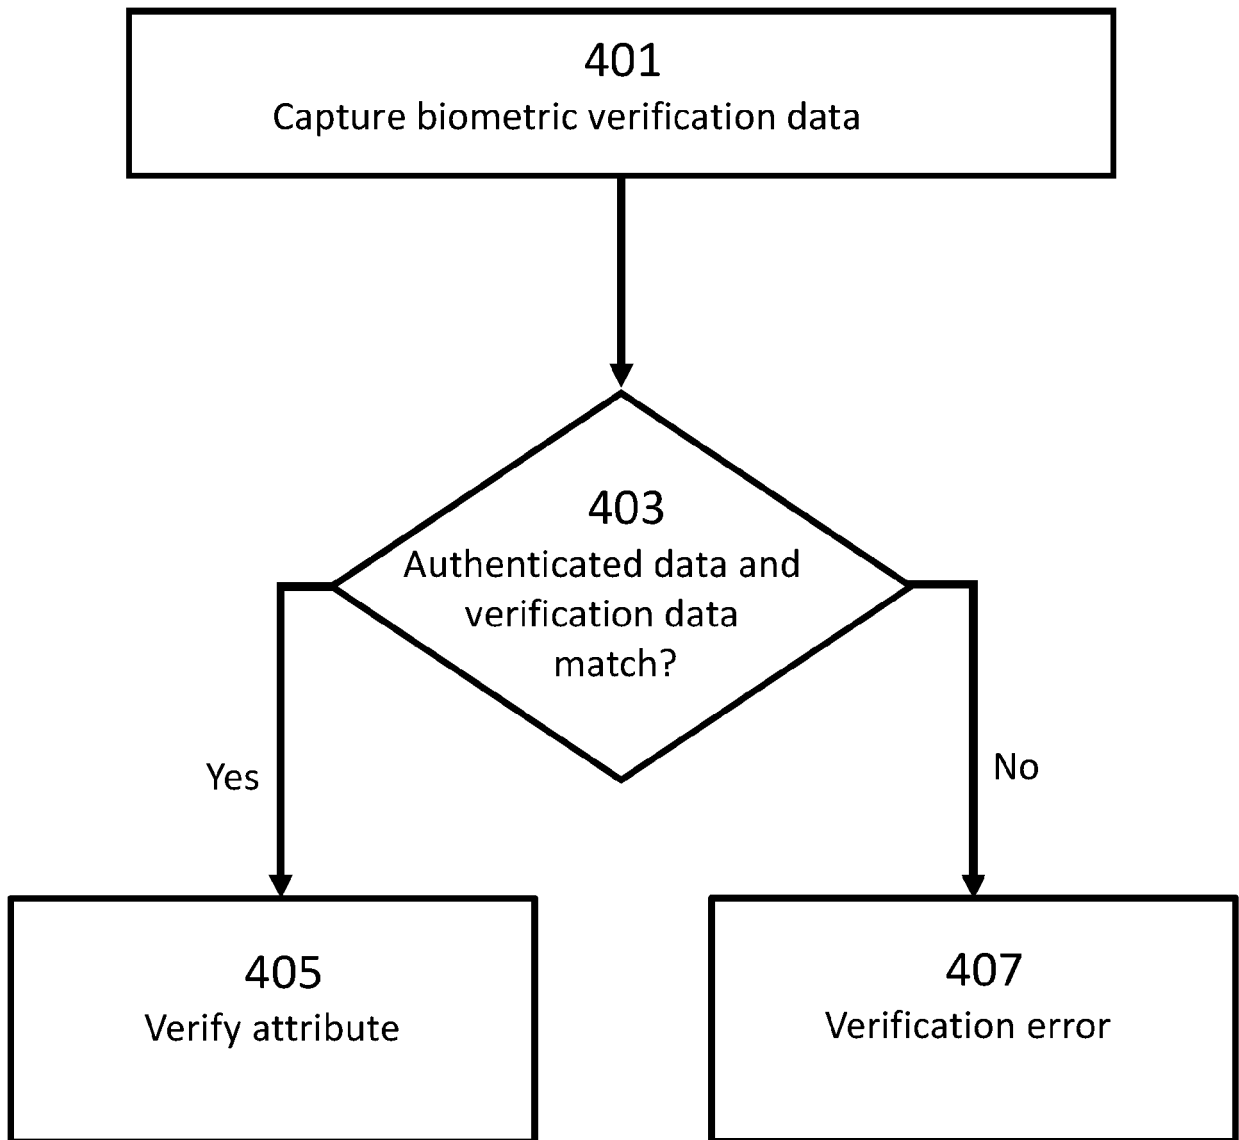 401
Capture biometric verification data
403
Authenticated data and
verification data
match?
Yes
No
405
Verify attribute
407
Verification error